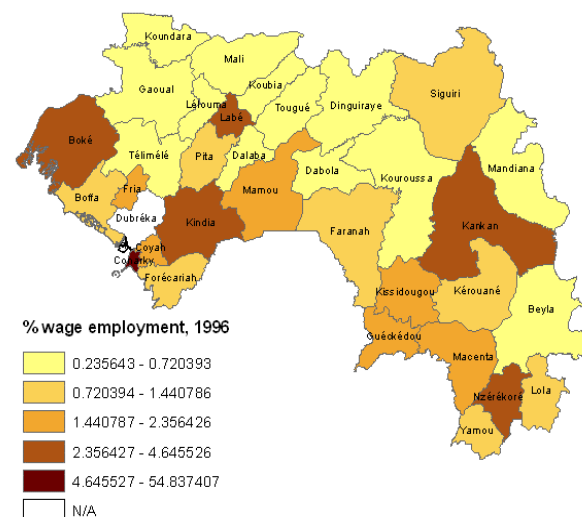 Koundara
Mali
Gaoual
Koubia
Siguiri
Lélouma
Tougué
Dinguiraye
Labé
Boké
Télimélé
Pita
Dalaba
Dabola
Mandiana
Fria
Mamou
Kouroussa
Boffa
Dubréka
Kindia
Kankan
Faranah
Coyah
Conarky
Forécariah
Kissidougou
Kérouané
Beyla
Guéckédou
Macenta
Nzérékoré
Lola
Yamou
% wage employment, 1996
0.235643 - 0.720393
0.720394 - 1.440786
1.440787 - 2.356426
2.356427 - 4.645526
4.645527 - 54.837407
N/A